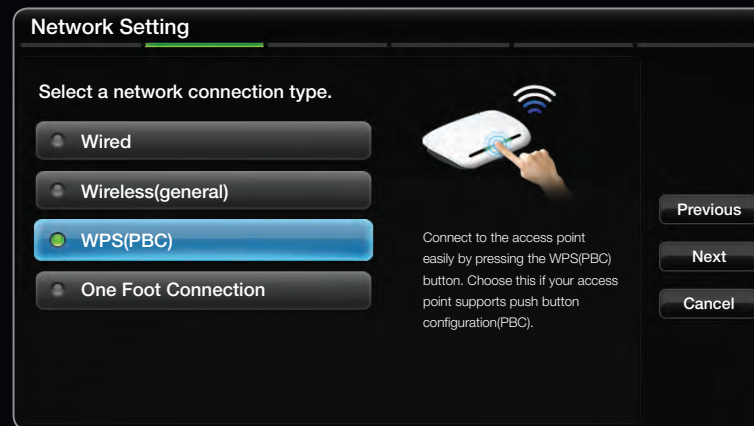 Network Setting
Select a network connection type.
Wired
Wireless(general)
WPS(PBC)
One Foot Connection
Connect to the access point
easily by pressing the WPS(PBC)
button. Choose this if your access
point supports push button
configuration(PBC).
Previous
Next
Cancel